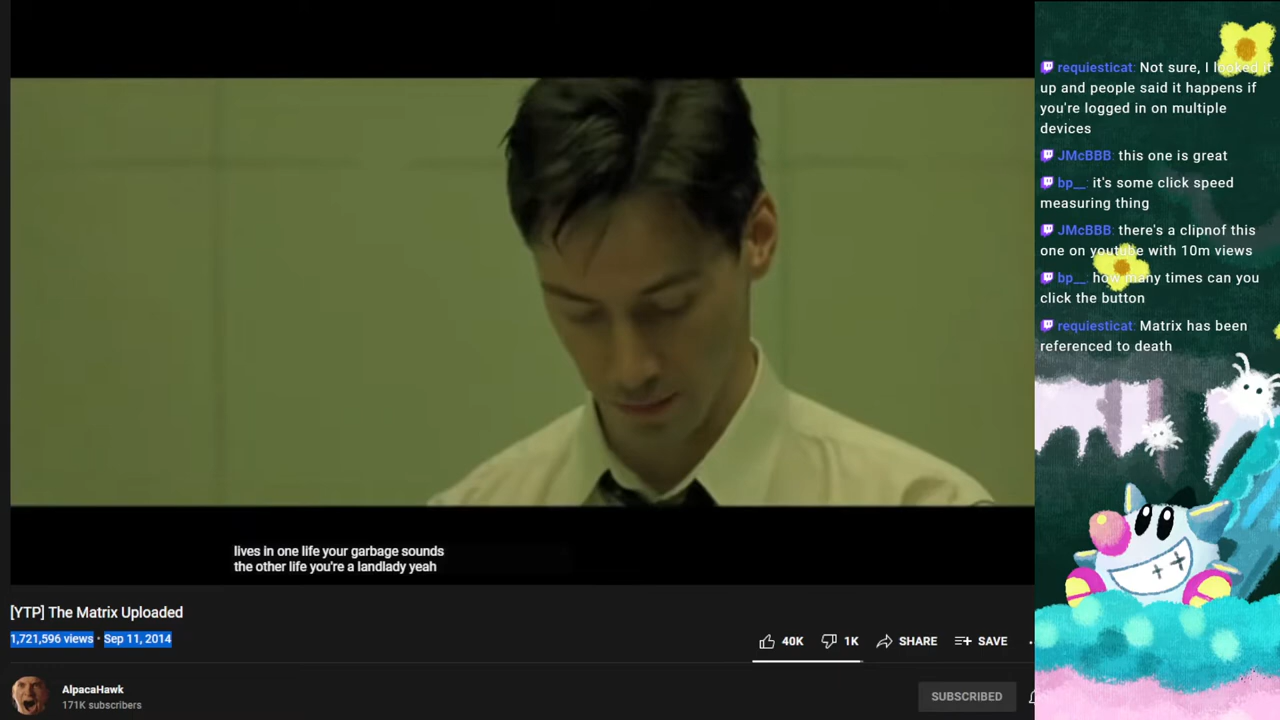 requiesticat: Not sure, I looked it
up and people said it happens if
you're logged in on multiple
devices
JMcBBB: this one is great
bp__: it's some click speed
measuring thing
JMcBBB: there's a clipnof this
one on youtube with 10m views
bp__: how many times can you
click the button
requiesticat: Matrix has been
referenced to death
lives in one life your garbage sounds
the other life you're a landlady yeah
[YTP] The Matrix Uploaded
1,721,596 views • Sep 11, 2014
40K
1K
SHARE
SAVE
AlpacaHawk
171K subscribers
SUBSCRIBED